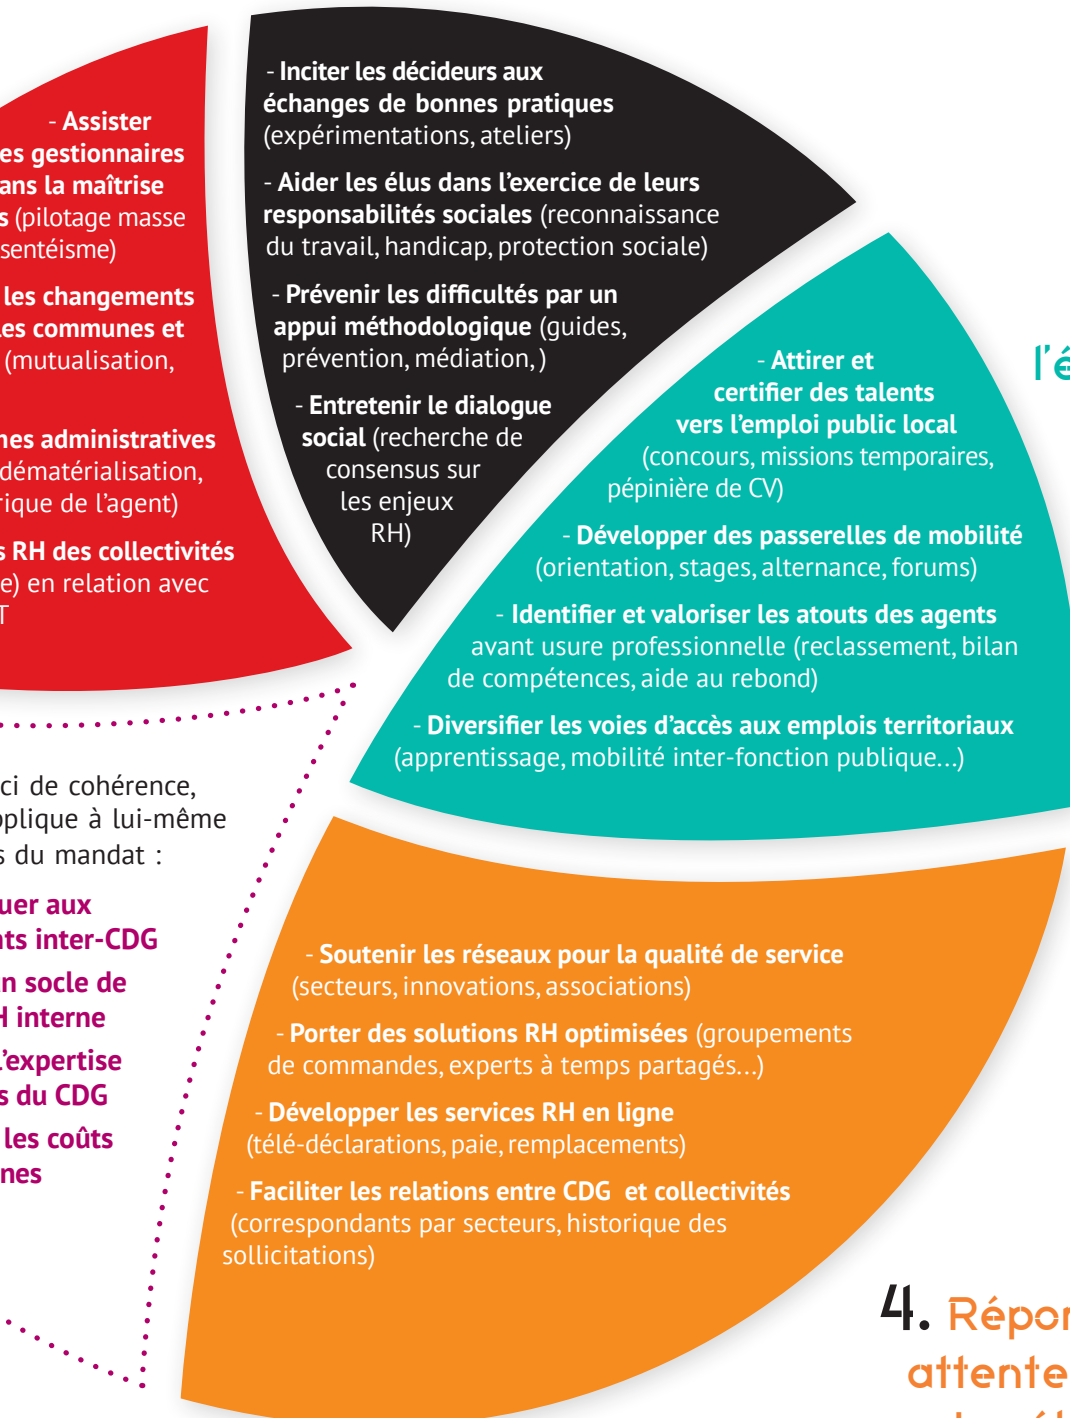 - Assister
es gestionnaires
ans la maîtrise
s (pilotage masse
sentéisme)
les changements
les communes et
(mutualisation,
nes administratives
dématérialisation,
rique de l’agent)
s RH des collectivités
e) en relation avec
T
- Inciter les décideurs aux
échanges de bonnes pratiques
(expérimentations, ateliers)
- Aider les élus dans l’exercice de leurs
responsabilités sociales (reconnaissance
du travail, handicap, protection sociale)
- Prévenir les difficultés par un
appui méthodologique (guides,
prévention, médiation, )
- Entretenir le dialogue
social (recherche de
consensus sur
les enjeux
RH)
l’é
- Attirer et
certifier des talents
vers l’emploi public local
(concours, missions temporaires,
pépinière de CV)
- Développer des passerelles de mobilité
(orientation, stages, alternance, forums)
- Identifier et valoriser les atouts des agents
avant usure professionnelle (reclassement, bilan
de compétences, aide au rebond)
- Diversifier les voies d’accès aux emplois territoriaux
(apprentissage, mobilité inter-fonction publique...)
ci de cohérence,
pplique à lui-même
s du mandat :
uer aux
nts inter-CDG
n socle de
H interne
l’expertise
s du CDG
les coûts
nes
- Soutenir les réseaux pour la qualité de service
(secteurs, innovations, associations)
- Porter des solutions RH optimisées (groupements
de commandes, experts à temps partagés...)
- Développer les services RH en ligne
(télé-déclarations, paie, remplacements)
- Faciliter les relations entre CDG et collectivités
(correspondants par secteurs, historique des
sollicitations)
4. Répon
attente